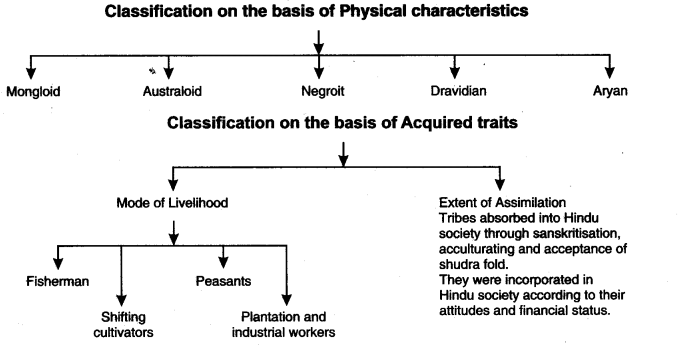 Classification on the basis of Physical characteristics
Mongloid Australoid Negroit Dravidian Aryan
Classification on the basis of Acquired traits
Mode of Livelihood
Fisherman
Shifting
cultivators
Peasants
Plantation and
industrial workers
Extent of Assimilation
Tribes absorbed into Hindu
society through sanskritisation,
acculturating and acceptance of
shudra fold.
They were incorporated in
Hindu society according to their
attitudes and financial status.